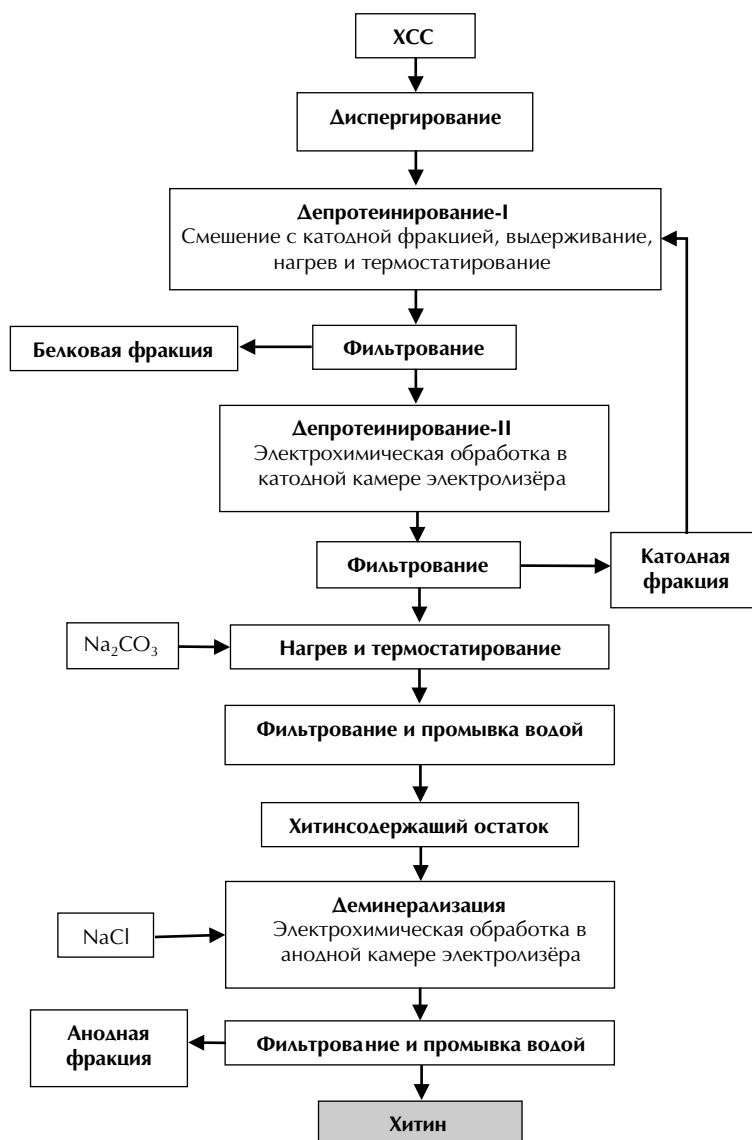 ХСС
Диспергирование
Депротеинирование-I
Смешение с катодной фракцией, выдерживание,
нагрев и термостатирование
Белковая фракция
Фильтрование
Депротеинирование-II
Электрохимическая обработка в
катодной камере электролизёра
Фильтрование
Катодная
фракция
Na₂CO₃
Нагрев и термостатирование
Фильтрование и промывка водой
Хитинсодержащий остаток
NaCl
Деминерализация
Электрохимическая обработка в
анодной камере электролизёра
Анодная
фракция
Фильтрование и промывка водой
Хитин